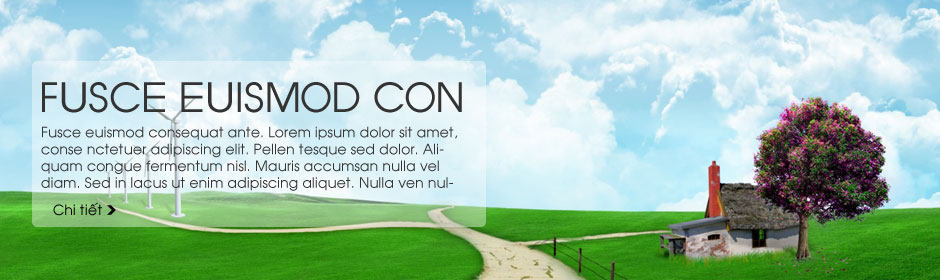 FUSCE EUISMOD CON
Fusce euismod consequat ante. Lorem ipsum dolor sit amet,
conse nctetuer adipiscing elit. Pellen tesque sed dolor. Ali-
quam congue fermentum nisl. Mauris accumsan nulla vel
diam. Sed in lacus ut enim adipiscing aliquet. Nulla ven nul-
Chi tiết